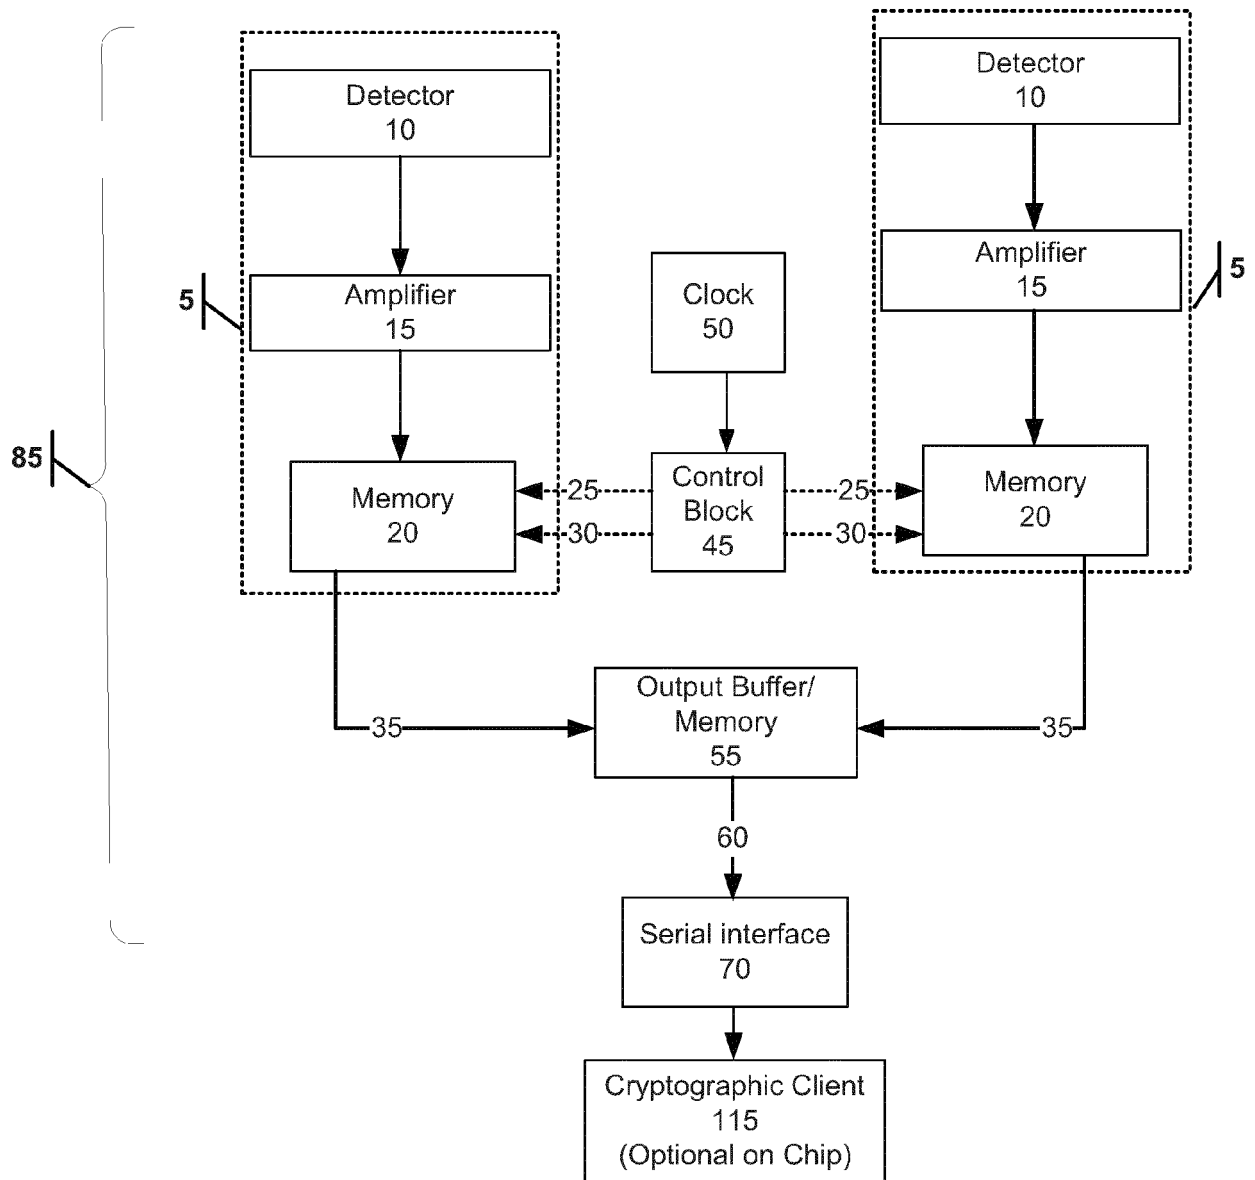 Detector
10
Detector
10
5
Amplifier
15
Clock
50
Amplifier
15
5
85
Memory
20
25
30
Control
Block
45
25
30
Memory
20
35
Output Buffer/
Memory
55
35
60
Serial interface
70
Cryptographic Client
115
(Optional on Chip)